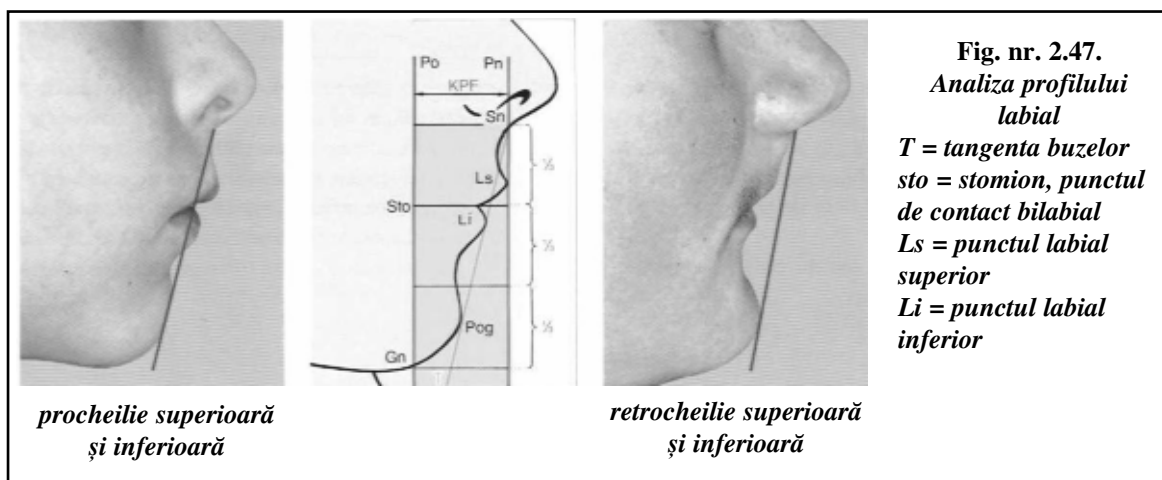 Po
Pn
KPF
Sn
⅓
Ls
Sto
Li
⅓
⅓
Pog
Gn
T
procheilie superioară
și inferioară
retrocheilie superioară
și inferioară
Fig. nr. 2.47.
Analiza profilului
labial
T = tangenta buzelor
sto = stomion, punctul
de contact bilabial
Ls = punctul labial
superior
Li = punctul labial
inferior